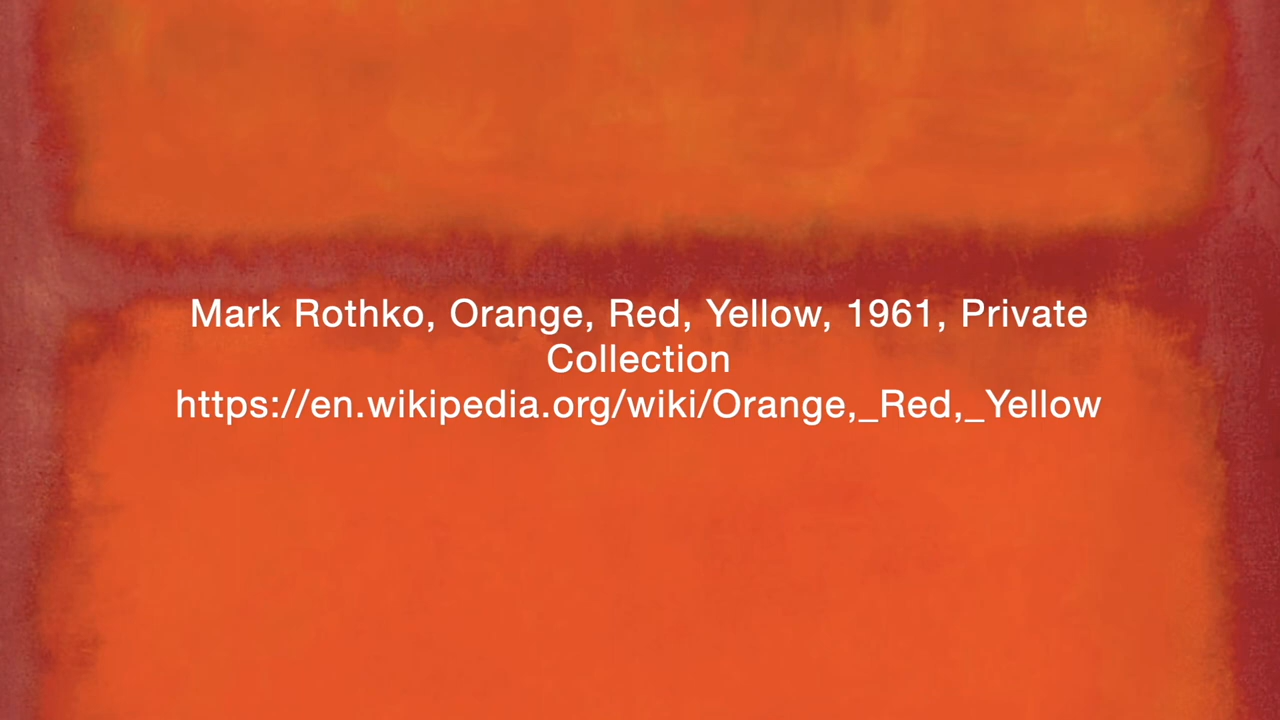 Mark Rothko, Orange, Red, Yellow, 1961, Private
Collection
https://en.wikipedia.org/wiki/Orange,_Red,_Yellow